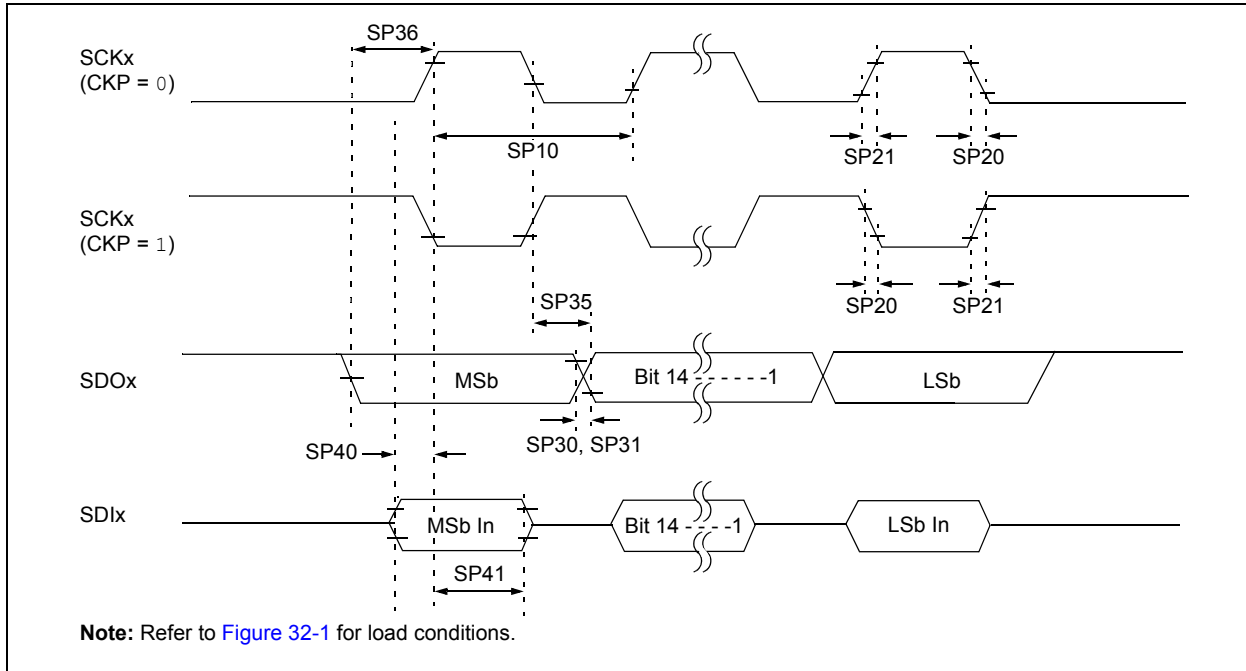 SP36
SCKx
(CKP = 0)
SP10
SP21
SP20
SCKx
(CKP = 1)
SP35
SP20
SP21
SDOx
MSb
Bit 14 - - - - - -1
LSb
SP30, SP31
SP40
SDIx
MSb In
Bit 14 - - - - -1
LSb In
SP41
Note: Refer to Figure 32-1 for load conditions.